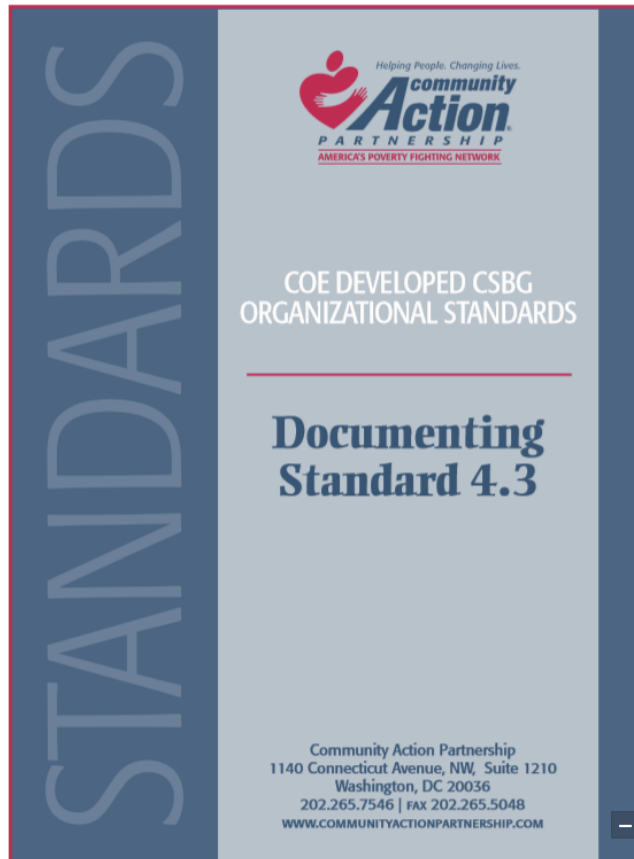 STANDARDS
Helping People. Changing Lives.
community
Action
PARTNERSHIP
AMERICA'S POVERTY FIGHTING NETWORK
COE DEVELOPED CSBG
ORGANIZATIONAL STANDARDS
Documenting
Standard 4.3
Community Action Partnership
1140 Connecticut Avenue, NW, Suite 1210
Washington, DC 20036
202.265.7546 | FAX 202.265.5048
WWW.COMMUNITYACTIONPARTNERSHIP.COM